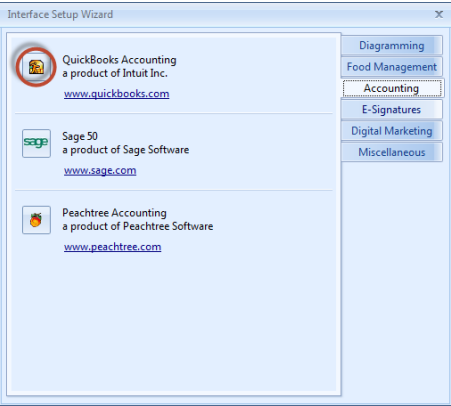 Interface Setup Wizard
x
QuickBooks Accounting
a product of Intuit Inc.
www.quickbooks.com
sage
Sage 50
a product of Sage Software
www.sage.com
Peachtree Accounting
a product of Peachtree Software
www.peachtree.com
Diagramming
Food Management
Accounting
E-Signatures
Digital Marketing
Miscellaneous